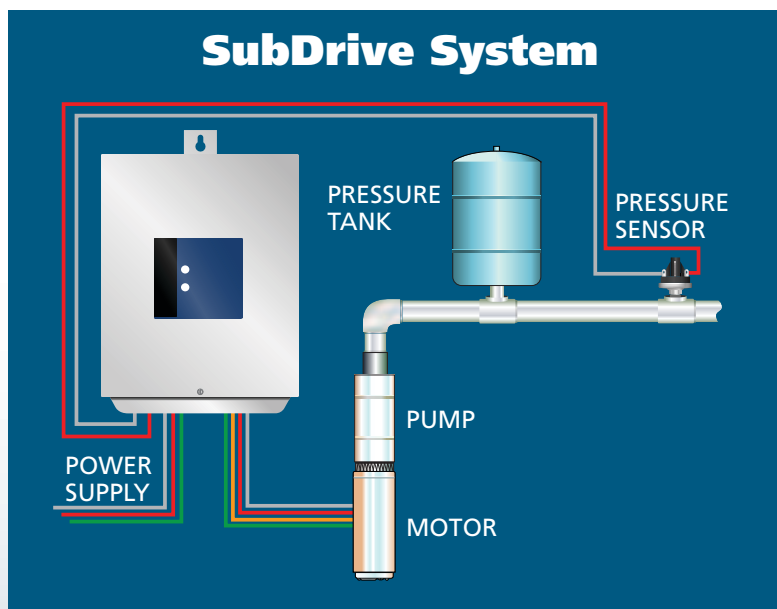 SubDrive System
PRESSURE
TANK
PRESSURE
SENSOR
PUMP
POWER
SUPPLY
MOTOR